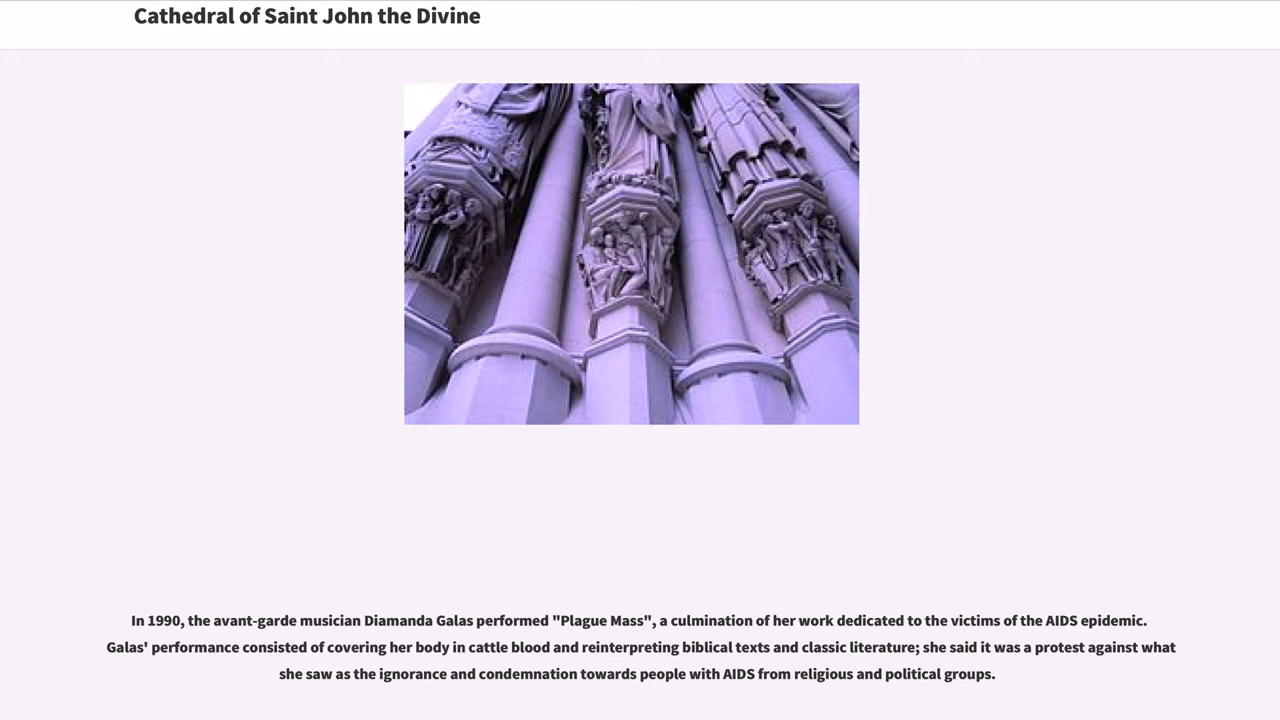 Cathedral of Saint John the Divine
In 1990, the avant-garde musician Diamanda Galas performed "Plague Mass", a culmination of her work dedicated to the victims of the AIDS epidemic.
Galas' performance consisted of covering her body in cattle blood and reinterpreting biblical texts and classic literature; she said it was a protest against what
she saw as the ignorance and condemnation towards people with AIDS from religious and political groups.